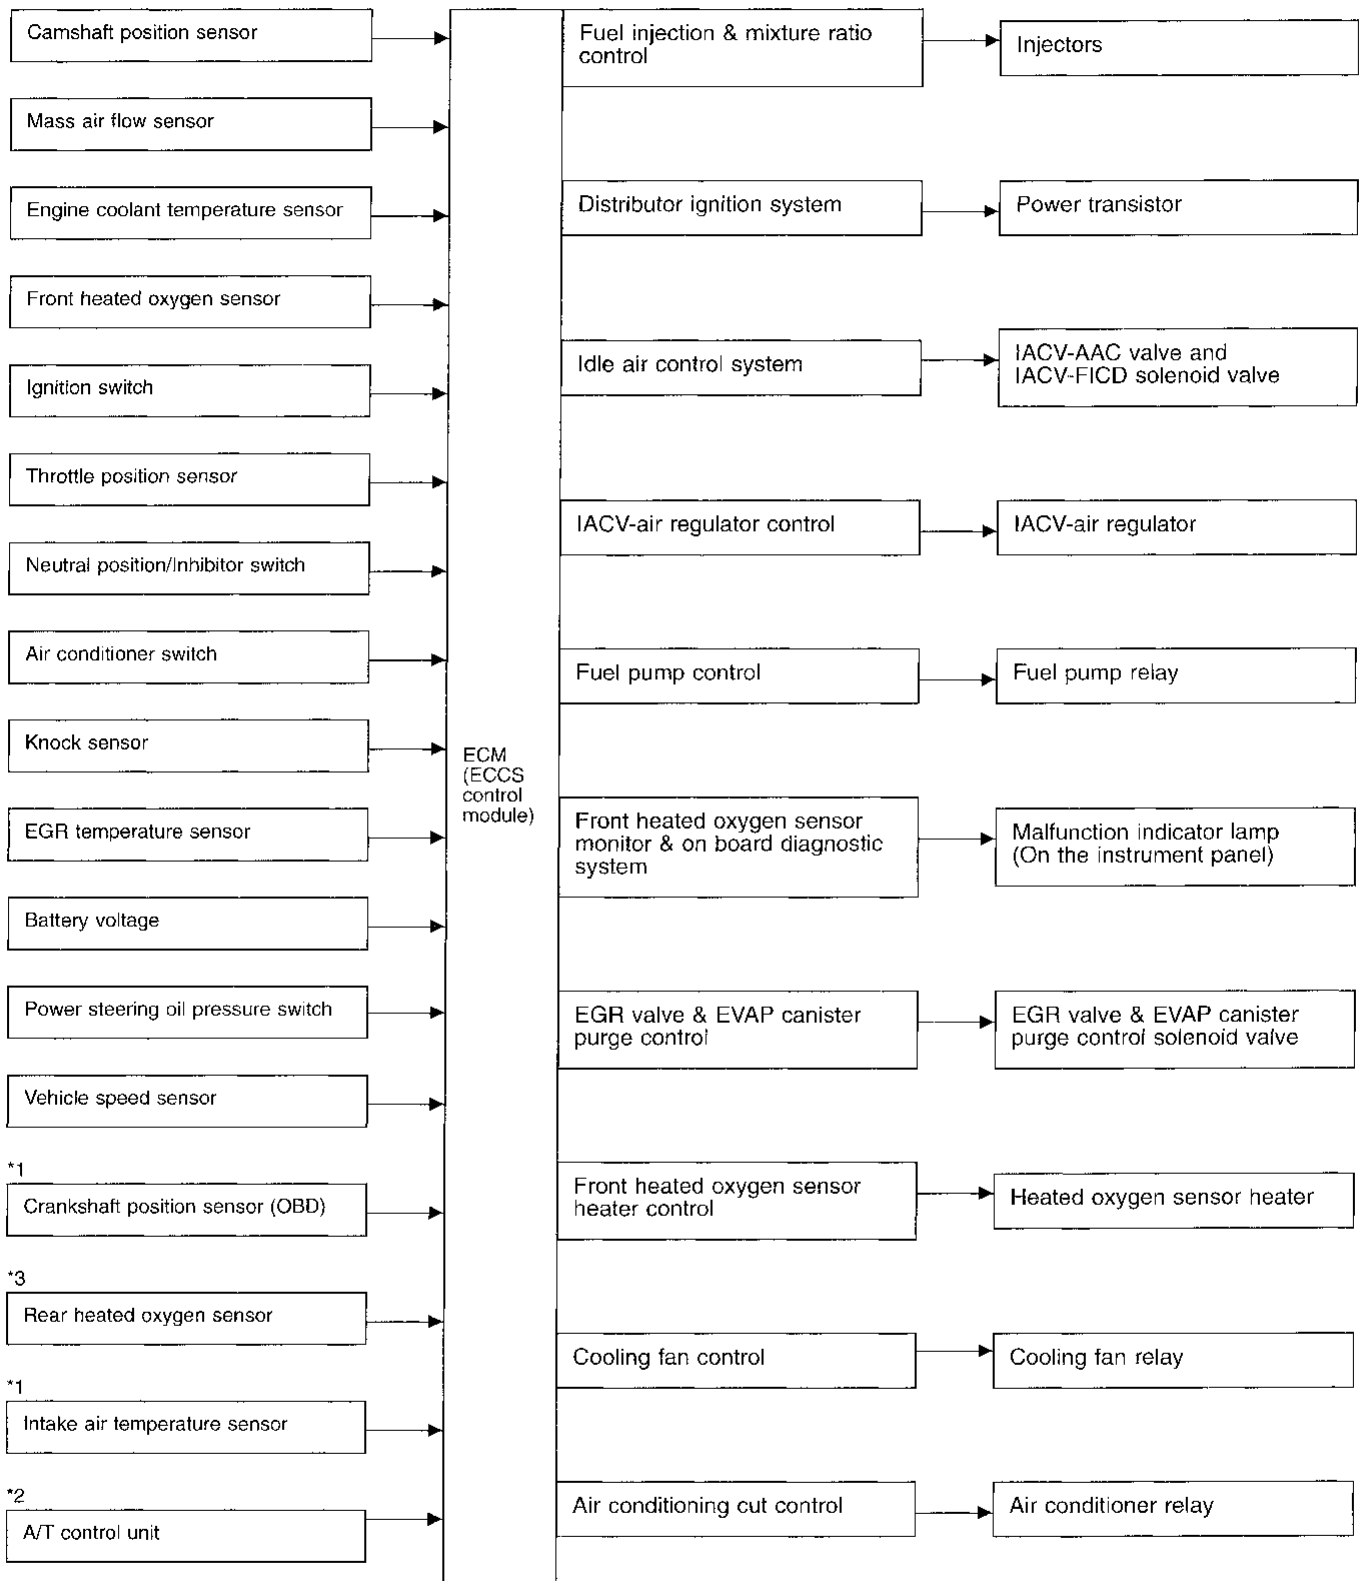 Camshaft position sensor
Mass air flow sensor
Engine coolant temperature sensor
Front heated oxygen sensor
Ignition switch
Throttle position sensor
Neutral position/Inhibitor switch
Air conditioner switch
Knock sensor
EGR temperature sensor
Battery voltage
Power steering oil pressure switch
Vehicle speed sensor
*1
Crankshaft position sensor (OBD)
*3
Rear heated oxygen sensor
*1
Intake air temperature sensor
*2
A/T control unit
ECM
(ECCS
control
module)
Fuel injection & mixture ratio
control
Injectors
Distributor ignition system
Power transistor
Idle air control system
IACV-AAC valve and
IACV-FICD solenoid valve
IACV-air regulator control
IACV-air regulator
Fuel pump control
Fuel pump relay
Front heated oxygen sensor
monitor & on board diagnostic
system
Malfunction indicator lamp
(On the instrument panel)
EGR valve & EVAP canister
purge control
EGR valve & EVAP canister
purge control solenoid valve
Front heated oxygen sensor
heater control
Heated oxygen sensor heater
Cooling fan control
Cooling fan relay
Air conditioning cut control
Air conditioner relay